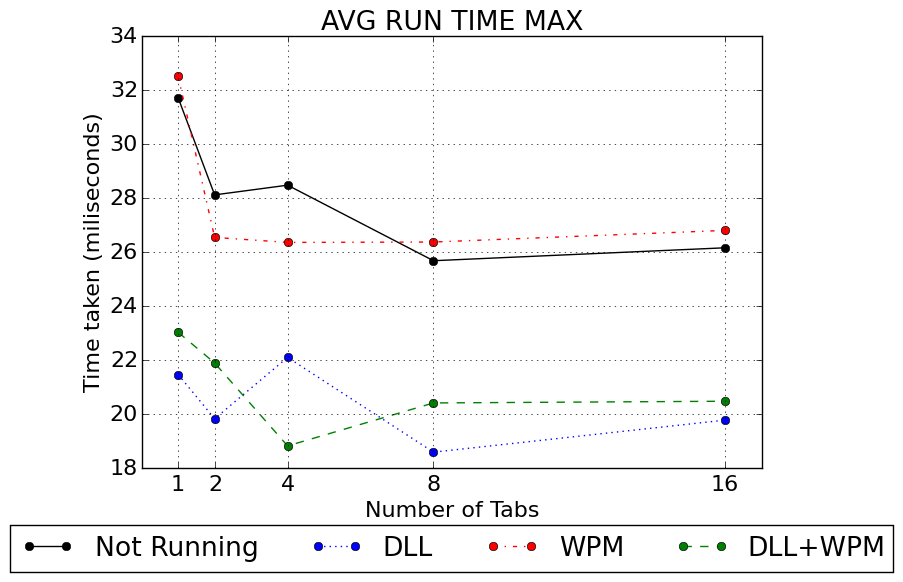 AVG RUN TIME MAX
34
32
30
28
26
24
22
20
18
Time taken (miliseconds)
1 2 4 8 16
Number of Tabs
Not Running DLL WPM DLL+WPM